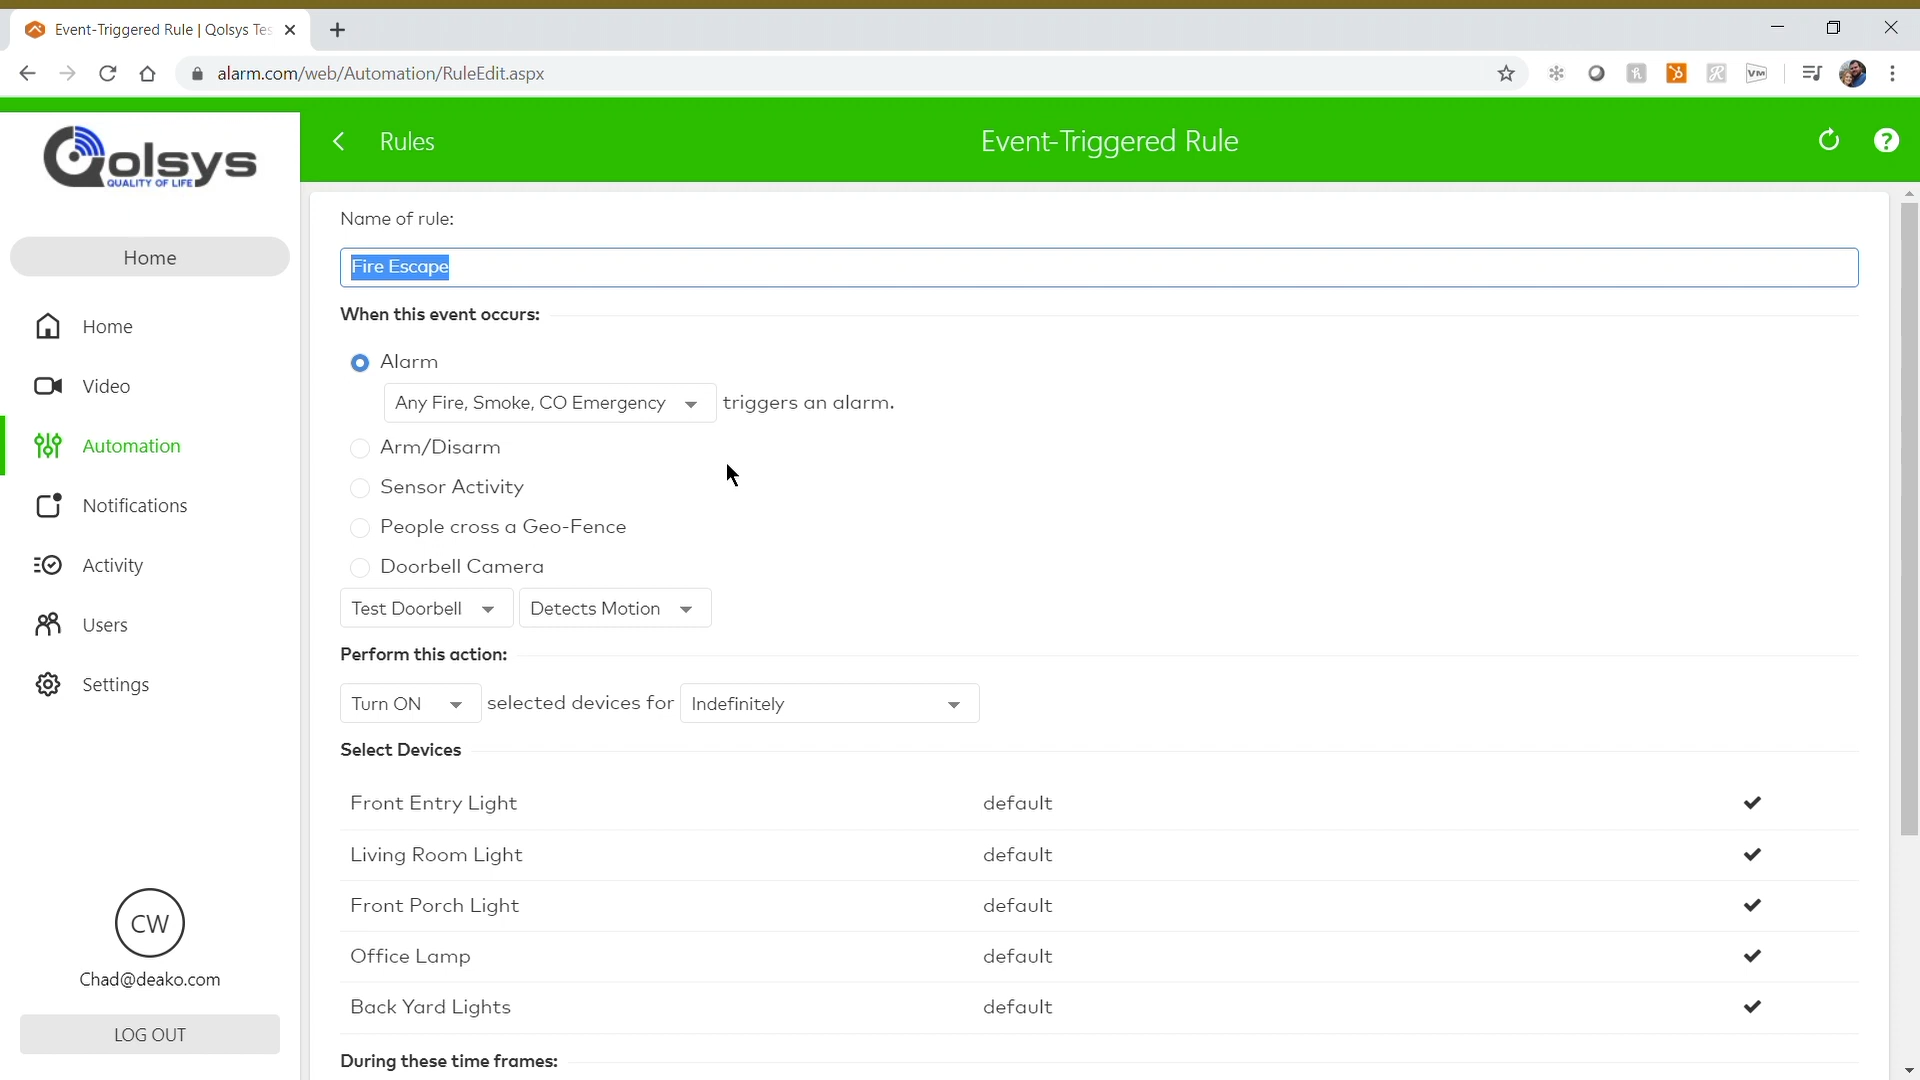 Event-Triggered Rule | Qolsys Tes
alarm.com/web/Automation/RuleEdit.aspx
VM
Qolsys
QUALITY OF LIFE
Rules
Event-Triggered Rule
?
Home
Home
Video
Automation
Notifications
Activity
Users
Settings
CW
Chad@deako.com
LOG OUT
Name of rule:
Fire Escape
When this event occurs:
Alarm
Any Fire, Smoke, CO Emergency triggers an alarm.
Arm/Disarm
Sensor Activity
People cross a Geo-Fence
Doorbell Camera
Test Doorbell Detects Motion
Perform this action:
Turn ON selected devices for Indefinitely
Select Devices
Front Entry Light default
Living Room Light default
Front Porch Light default
Office Lamp default
Back Yard Lights default
During these time frames: